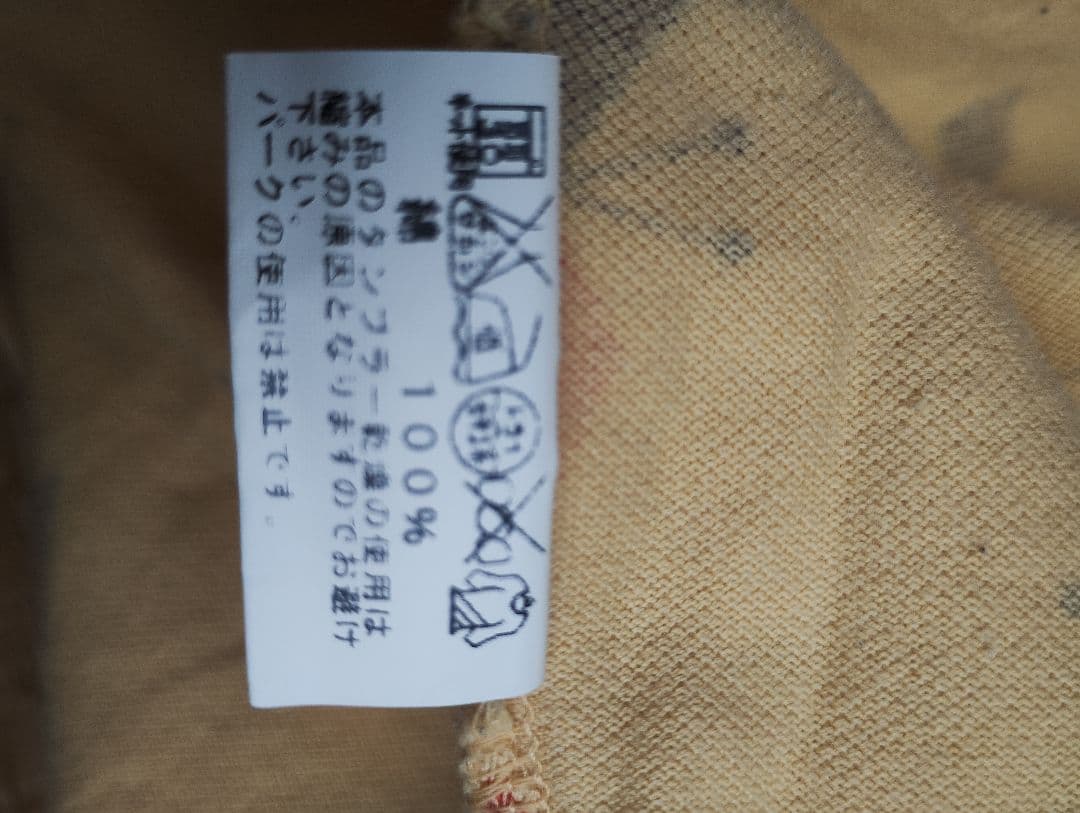 綿 100%
本品のタンブラー乾燥の使用は
縮みの原因となりますのでお避け
下さい、
パークの使用は禁止です。